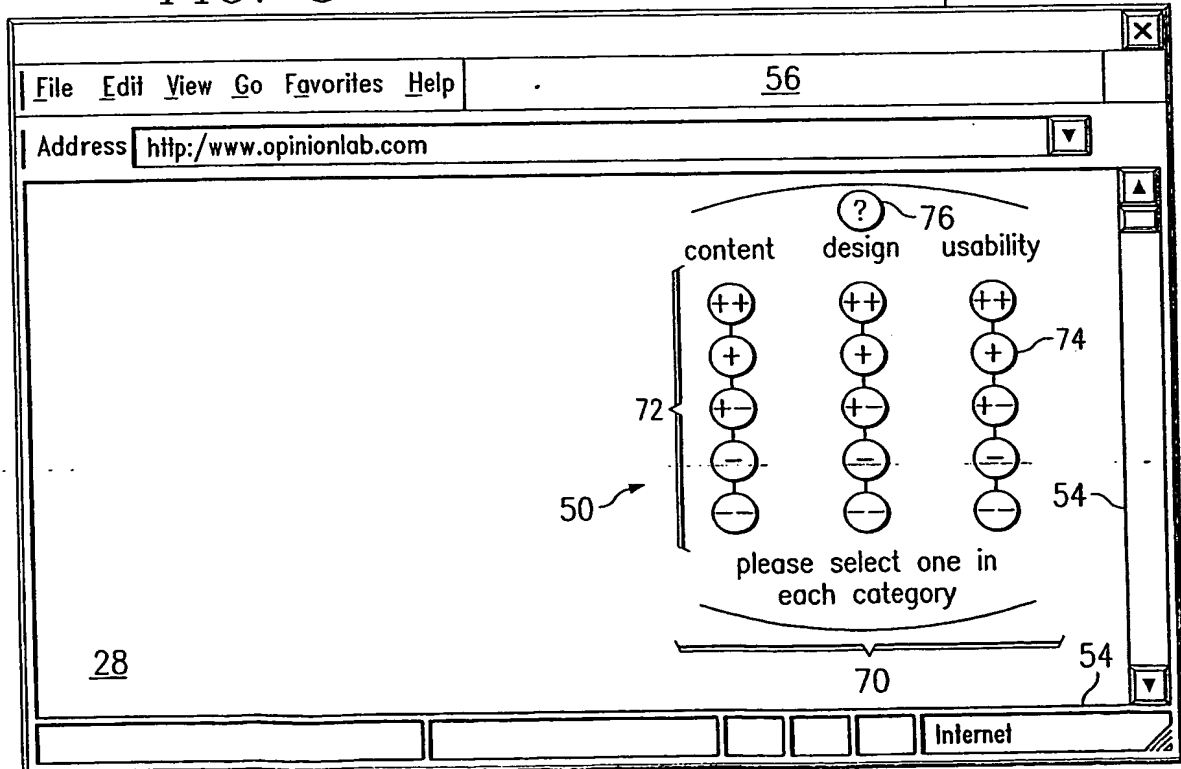 File Edit View Go Favorites Help 56
Address http:/www.opinionlab.com
? 76
content design usability
++ ++ ++
+ + + 74
72 +- +- +-
- - -
50 -- -- -- 54
please select one in
each category
28 70 54
Internet